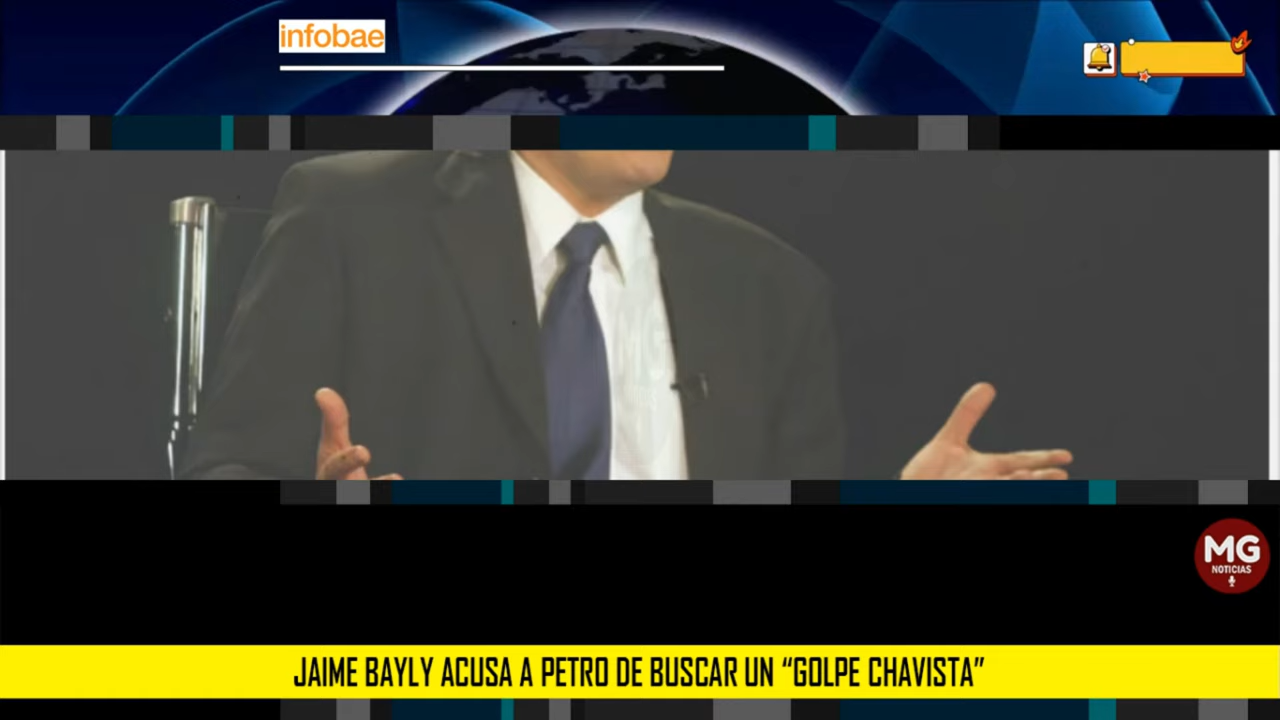 infobae
MG
NOTICIAS
JAIME BAYLY ACUSA A PETRO DE BUSCAR UN “GOLPE CHAVISTA”